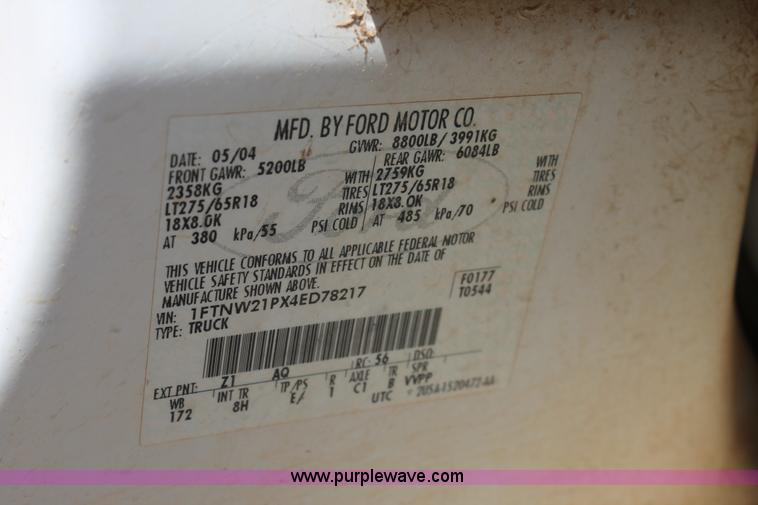 MFD. BY FORD MOTOR CO.
DATE: 05/04 GVWR: 8800LB/3991KG
FRONT GAWR: 5200LB REAR GAWR: 6084LB
2358KG WITH 2759KG WITH
LT275/65R18 TIRES LT275/65R18 TIRES
18X8.0K RIMS 18X8.0K RIMS
AT 380 kPa/55 PSI COLD AT 485 kPa/70 PSI COLD
Ford
THIS VEHICLE CONFORMS TO ALL APPLICABLE FEDERAL MOTOR
VEHICLE SAFETY STANDARDS IN EFFECT ON THE DATE OF
MANUFACTURE SHOWN ABOVE.
VIN: 1FTNW21PX4ED78217 F0177
TYPE: TRUCK T0544
EXT PNT: Z1 AQ RC: 56 DSO:
WB INT TR TP/PS R AXLE TR SPR
172 8H E/ 1 C1 B VVPP
UTC
www.purplewave.com